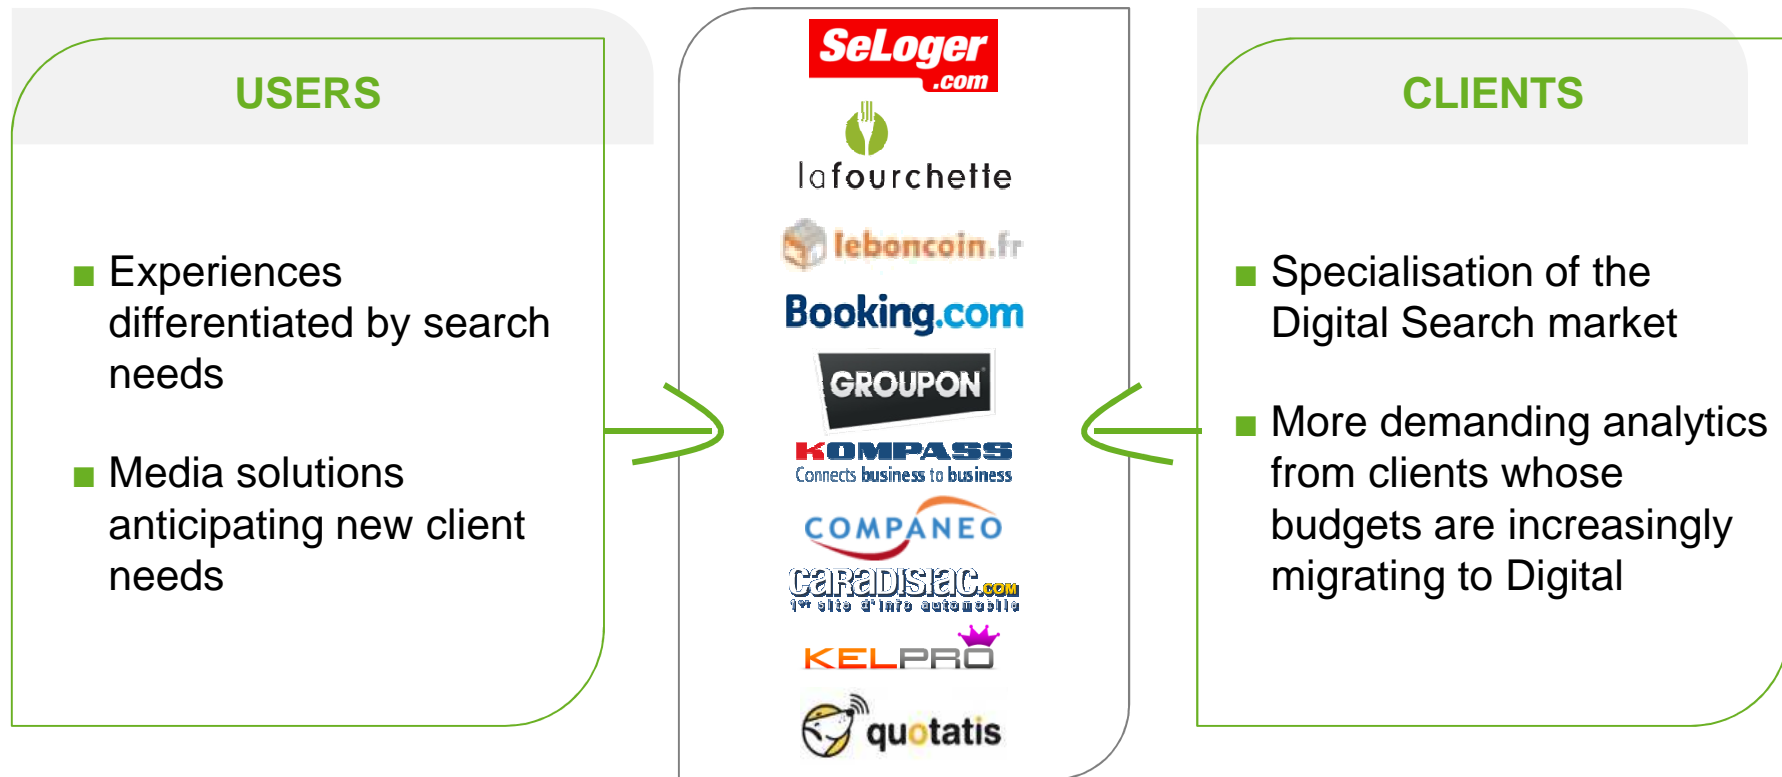 USERS
Experiences
differentiated by search
needs
Media solutions
anticipating new client
needs
SeLoger
.com
lafourchette
leboncoin.fr
Booking.com
GROUPON
KOMPASS
Connects business to business
COMPANEO
CARADISIAC.COM
1er site d'info automobile
KELPRO
quotatis
CLIENTS
Specialisation of the
Digital Search market
More demanding analytics
from clients whose
budgets are increasingly
migrating to Digital